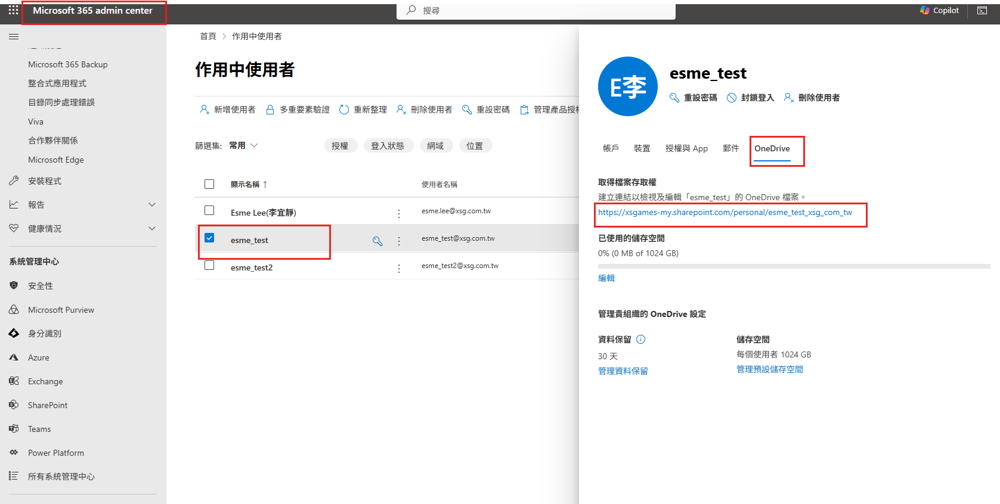 Microsoft 365 admin center
搜尋
Copilot
Microsoft 365 Backup
整合式應用程式
目錄同步處理錯誤
Viva
合作夥伴關係
Microsoft Edge
安裝程式
報告
健康情況
系統管理中心
安全性
Microsoft Purview
身分識別
Azure
Exchange
SharePoint
Teams
Power Platform
所有系統管理中心
首頁 > 作用中使用者
作用中使用者
新增使用者 多重要素驗證 重新整理 刪除使用者 重設密碼 管理產品授權
篩選集: 常用 授權 登入狀態 網域 位置
顯示名稱 ↑ 使用者名稱
Esme Lee(李宜靜) esme.lee@xsg.com.tw
esme_test esme_test@xsg.com.tw
esme_test2 esme_test2@xsg.com.tw
E李
esme_test
重設密碼 封鎖登入 刪除使用者
帳戶 裝置 授權與 App 郵件 OneDrive
取得檔案存取權
建立連結以檢視及編輯「esme_test」的 OneDrive 檔案。
https://xsgames-my.sharepoint.com/personal/esme_test_xsg_com_tw
已使用的儲存空間
0% (0 MB of 1024 GB)
編輯
管理貴組織的 OneDrive 設定
資料保留
30 天
管理資料保留
儲存空間
每個使用者 1024 GB
管理預設儲存空間